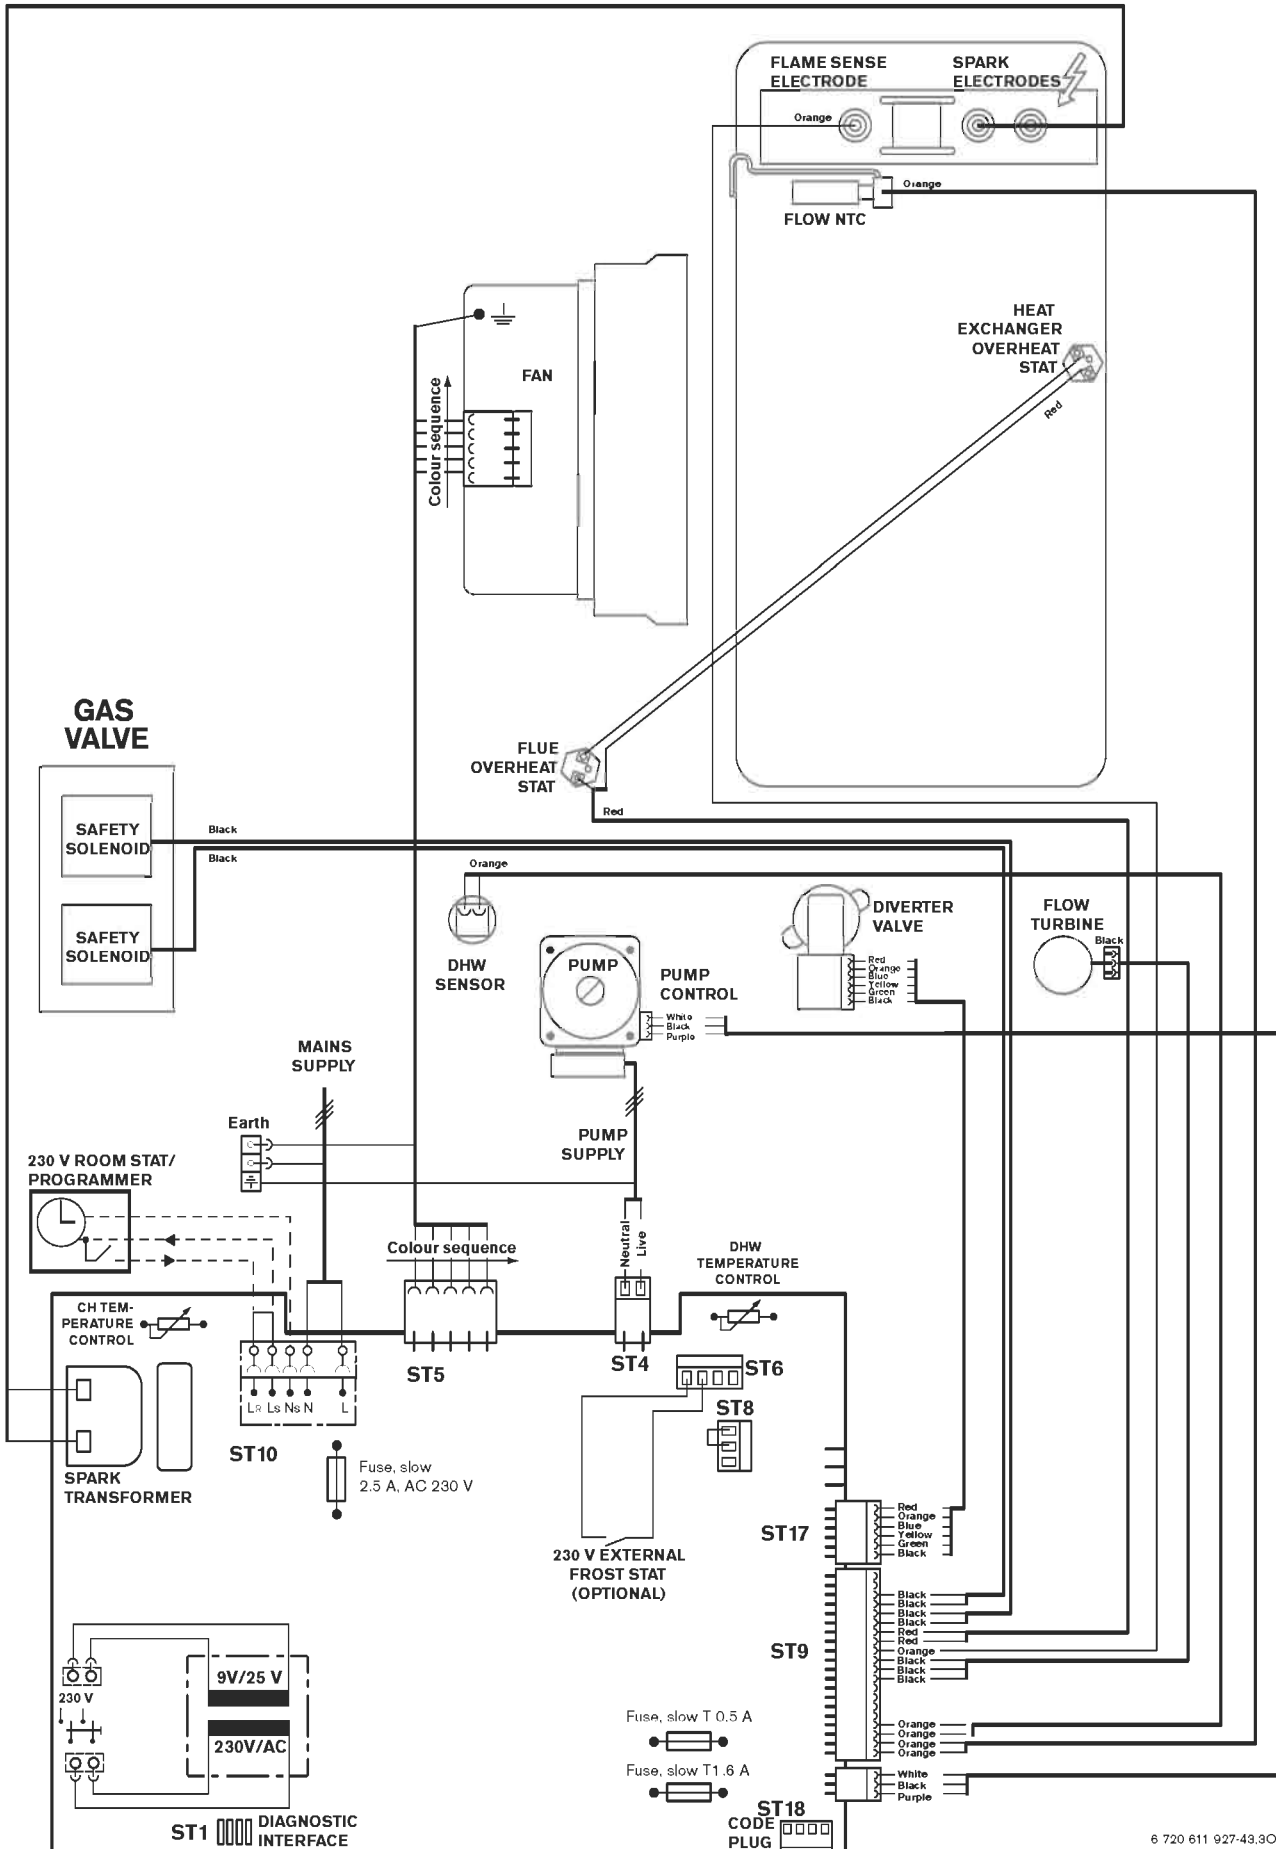 FLAME SENSE
ELECTRODE
SPARK
ELECTRODES
Orange
Orange
FLOW NTC
HEAT
EXCHANGER
OVERHEAT
STAT
Red
FAN
Colour sequence
GAS
VALVE
FLUE
OVERHEAT
STAT
Red
SAFETY
SOLENOID
Black
Black
SAFETY
SOLENOID
Orange
DHW
SENSOR
PUMP
PUMP
CONTROL
White
Black
Purple
DIVERTER
VALVE
Red
Orange
Blue
Yellow
Green
Black
FLOW
TURBINE
Black
MAINS
SUPPLY
Earth
PUMP
SUPPLY
230 V ROOM STAT/
PROGRAMMER
Neutral
Live
Colour sequence
DHW
TEMPERATURE
CONTROL
CH TEM-
PERATURE
CONTROL
ST5
ST4
ST6
ST8
LR Ls Ns N L
ST10
SPARK
TRANSFORMER
Fuse, slow
2.5 A, AC 230 V
230 V EXTERNAL
FROST STAT
(OPTIONAL)
ST17
Red
Orange
Blue
Yellow
Green
Black
ST9
Black
Black
Black
Black
Red
Red
Orange
Black
Black
Black
Orange
Orange
Orange
Orange
9V/25 V
230 V
230V/AC
Fuse, slow T 0.5 A
Fuse, slow T1.6 A
White
Black
Purple
ST18
CODE
PLUG
ST1
DIAGNOSTIC
INTERFACE
6 720 611 927-43.3O